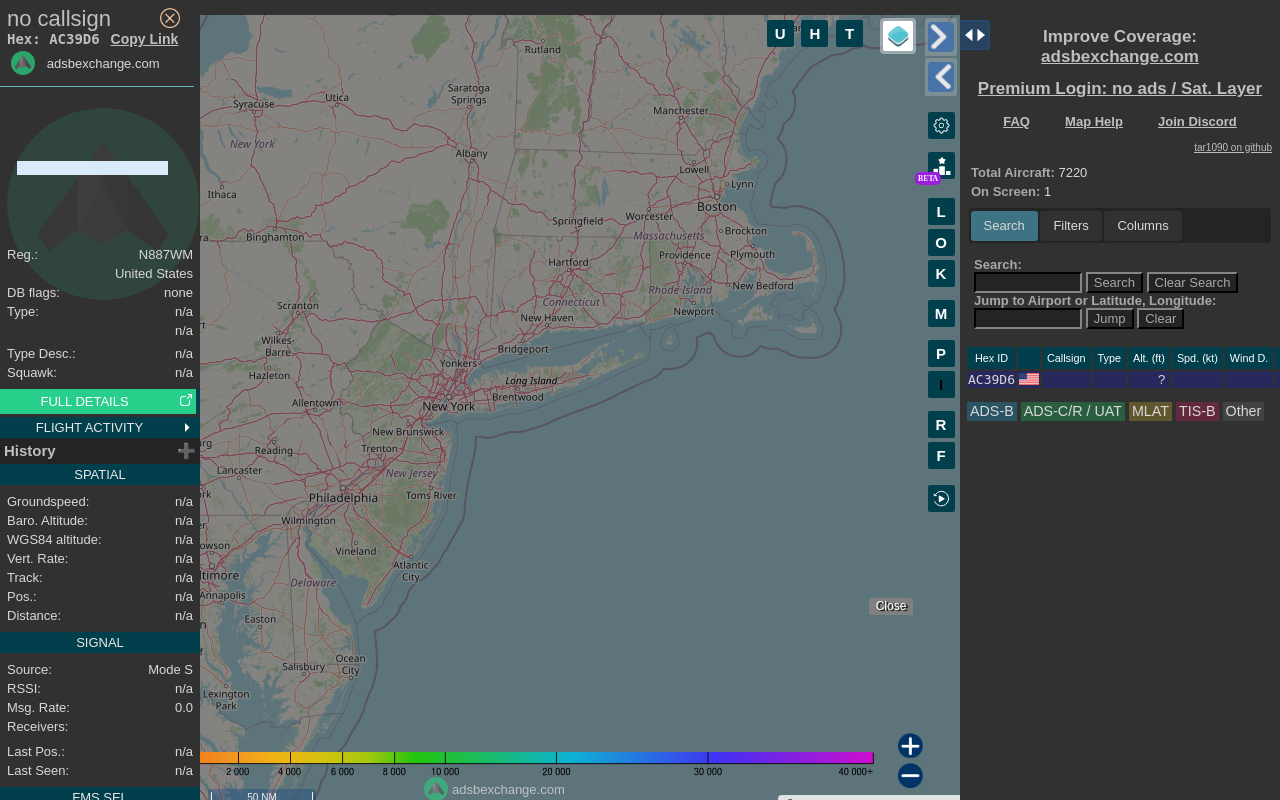 no callsign
Hex: AC39D6 Copy Link
adsbexchange.com
Reg.: N887WM
United States
DB flags: none
Type: n/a
n/a
Type Desc.: n/a
Squawk: n/a
FULL DETAILS
FLIGHT ACTIVITY
History
SPATIAL
Groundspeed: n/a
Baro. Altitude: n/a
WGS84 altitude: n/a
Vert. Rate: n/a
Track: n/a
Pos.: n/a
Distance: n/a
SIGNAL
Source: Mode S
RSSI: n/a
Msg. Rate: 0.0
Receivers:
Last Pos.: n/a
Last Seen: n/a
FMS SEL
Rutland
Syracuse
Utica
Saratoga
Springs
Manchester
New York
Albany
Lowell
Lynn
Ithaca
Boston
Worcester
Springfield
Massachusetts
Brockton
Binghamton
Providence
Plymouth
Hartford
New Bedford
Rhode Island
Scranton
Connecticut
Newport
New Haven
Wilkes-
Barre
Bridgeport
Yonkers
Hazleton
Long Island
Brentwood
Allentown
New York
New Brunswick
Reading
Trenton
Lancaster
New Jersey
Philadelphia
Toms River
Wilmington
Vineland
Atlantic
City
Delaware
Annapolis
Easton
Salisbury
Ocean
City
Lexington
Park
2 000 4 000 6 000 8 000 10 000 20 000 30 000 40 000+
adsbexchange.com
50 NM
U H T
BETA
L
O
K
M
P
I
R
F
Close
Improve Coverage:
adsbexchange.com
Premium Login: no ads / Sat. Layer
FAQ Map Help Join Discord
tar1090 on github
Total Aircraft: 7220
On Screen: 1
Search Filters Columns
Search:
Search Clear Search
Jump to Airport or Latitude, Longitude:
Jump Clear
Hex ID Callsign Type Alt. (ft) Spd. (kt) Wind D.
AC39D6 ?
ADS-B ADS-C/R / UAT MLAT TIS-B Other